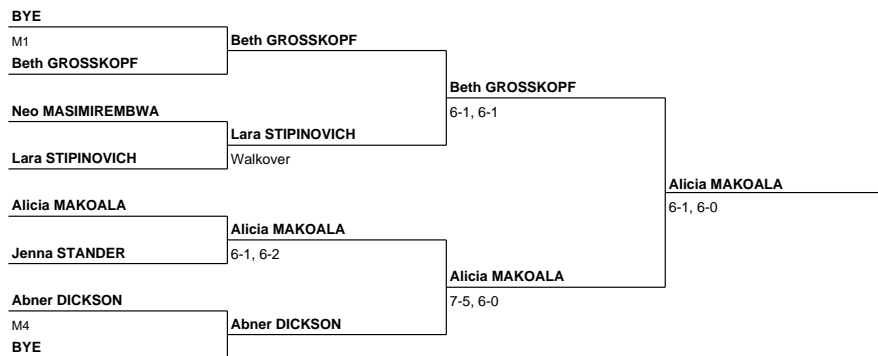 BYE
M1
Beth GROSSKOPF
Beth GROSSKOPF
Beth GROSSKOPF
6-1, 6-1
Neo MASIMIREMBWA
Lara STIPINOVICH
Walkover
Lara STIPINOVICH
Alicia MAKOALA
6-1, 6-0
Alicia MAKOALA
Alicia MAKOALA
6-1, 6-2
Jenna STANDER
Alicia MAKOALA
7-5, 6-0
Abner DICKSON
M4
Abner DICKSON
BYE